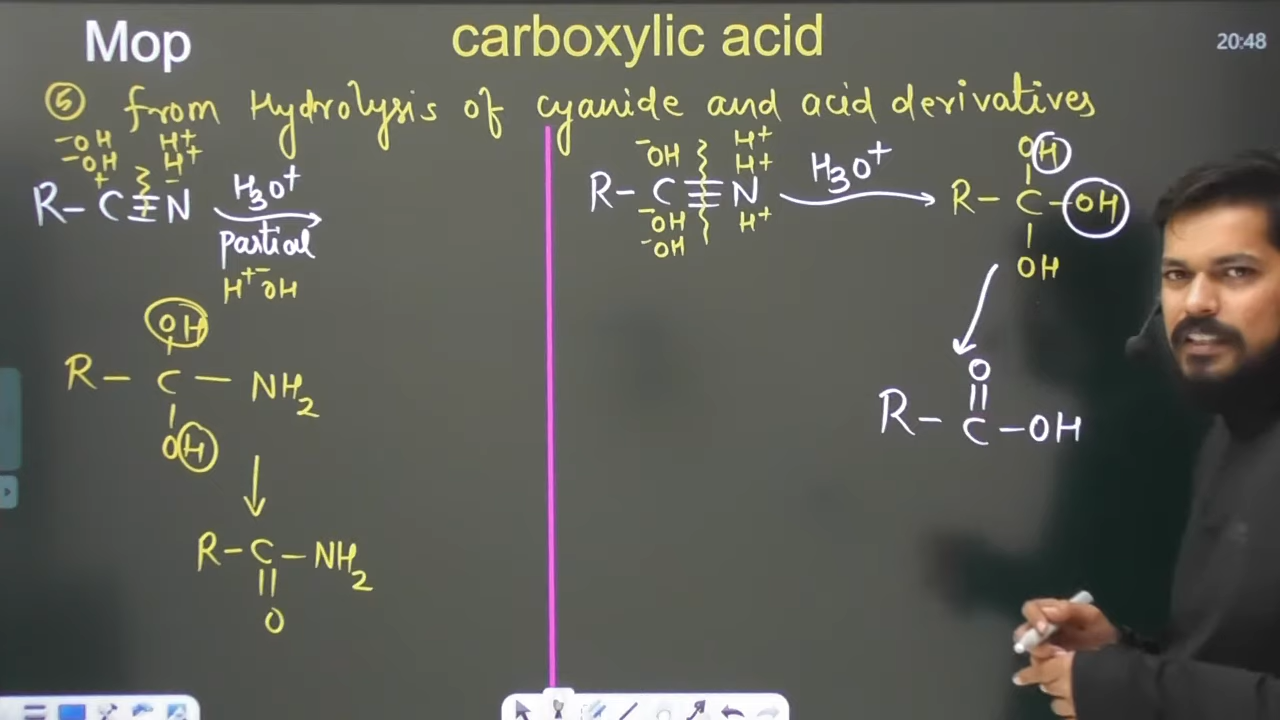 Mop
carboxylic acid
20:48
⑤ from Hydrolysis of cyanide and acid derivatives
⁻OH H⁺
⁻OH H⁺
+ −
R–C≡N H₃O⁺
partial
H⁺ ⁻OH
OH
R–C–NH₂
OH
R–C–NH₂
||
O
⁻OH H⁺
H⁺
R–C≡N H₃O⁺
⁻OH H⁺
⁻OH
OH
R–C–OH
OH
O
||
R–C–OH